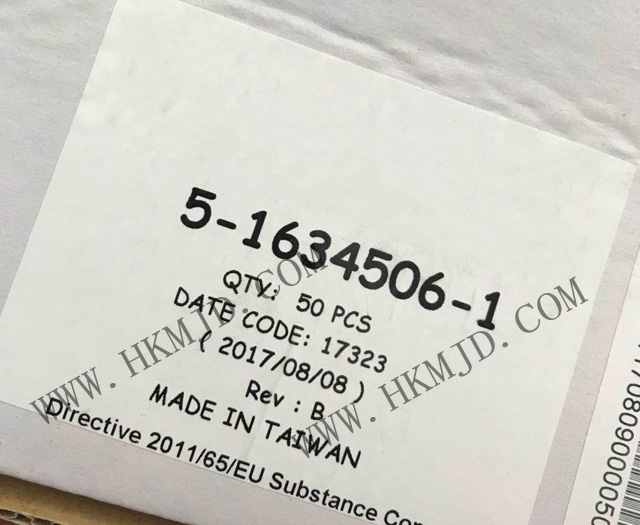 5-1634506-1
QTY: 50 PCS
DATE CODE: 17323
( 2017/08/08 )
Rev : B
MADE IN TAIWAN
Directive 2011/65/EU Substance Co
WWW.HKMJD.COM
WWW.HKMJD.COM